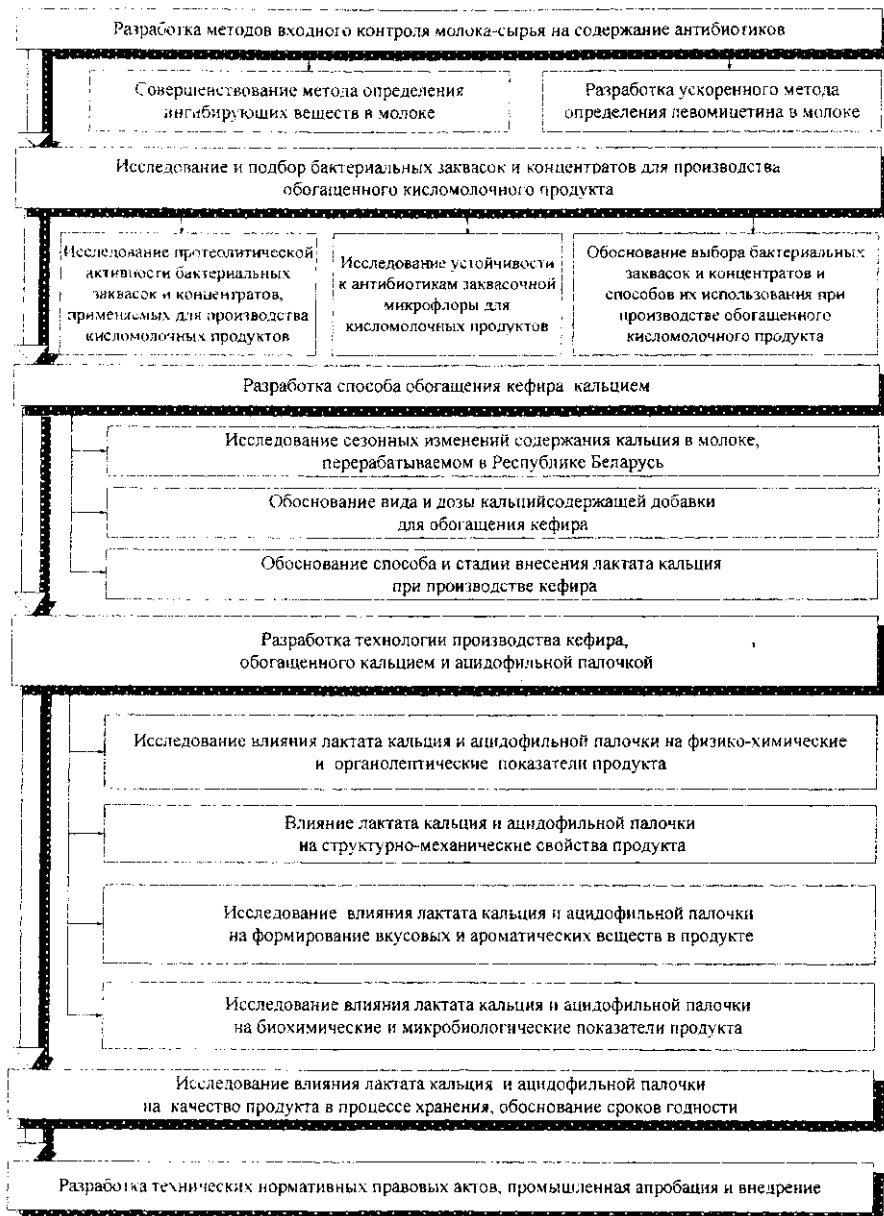 Разработка методов входного контроля молока-сырья на содержание антибиотиков
Совершенствование метода определения
ингибирующих веществ в молоке
Разработка ускоренного метода
определения левомицетина в молоке
Исследование и подбор бактериальных заквасок и концентратов для производства
обогащенного кисломолочного продукта
Исследование протеолитической
активности бактериальных
заквасок и концентратов,
применяемых для производства
кисломолочных продуктов
Исследование устойчивости
к антибиотикам заквасочной
микрофлоры для
кисломолочных продуктов
Обоснование выбора бактериальных
заквасок и концентратов и
способов их использования при
производстве обогащенного
кисломолочного продукта
Разработка способа обогащения кефира кальцием
Исследование сезонных изменений содержания кальция в молоке,
перерабатываемом в Республике Беларусь
Обоснование вида и дозы кальцийсодержащей добавки
для обогащения кефира
Обоснование способа и стадии внесения лактата кальция
при производстве кефира
Разработка технологии производства кефира,
обогащенного кальцием и ацидофильной палочкой
Исследование влияния лактата кальция и ацидофильной палочки на физико-химические
и органолептические показатели продукта
Влияние лактата кальция и ацидофильной палочки
на структурно-механические свойства продукта
Исследование влияния лактата кальция и ацидофильной палочки
на формирование вкусовых и ароматических веществ в продукте
Исследование влияния лактата кальция и ацидофильной палочки
на биохимические и микробиологические показатели продукта
Исследование влияния лактата кальция и ацидофильной палочки
на качество продукта в процессе хранения, обоснование сроков годности
Разработка технических нормативных правовых актов, промышленная апробация и внедрение